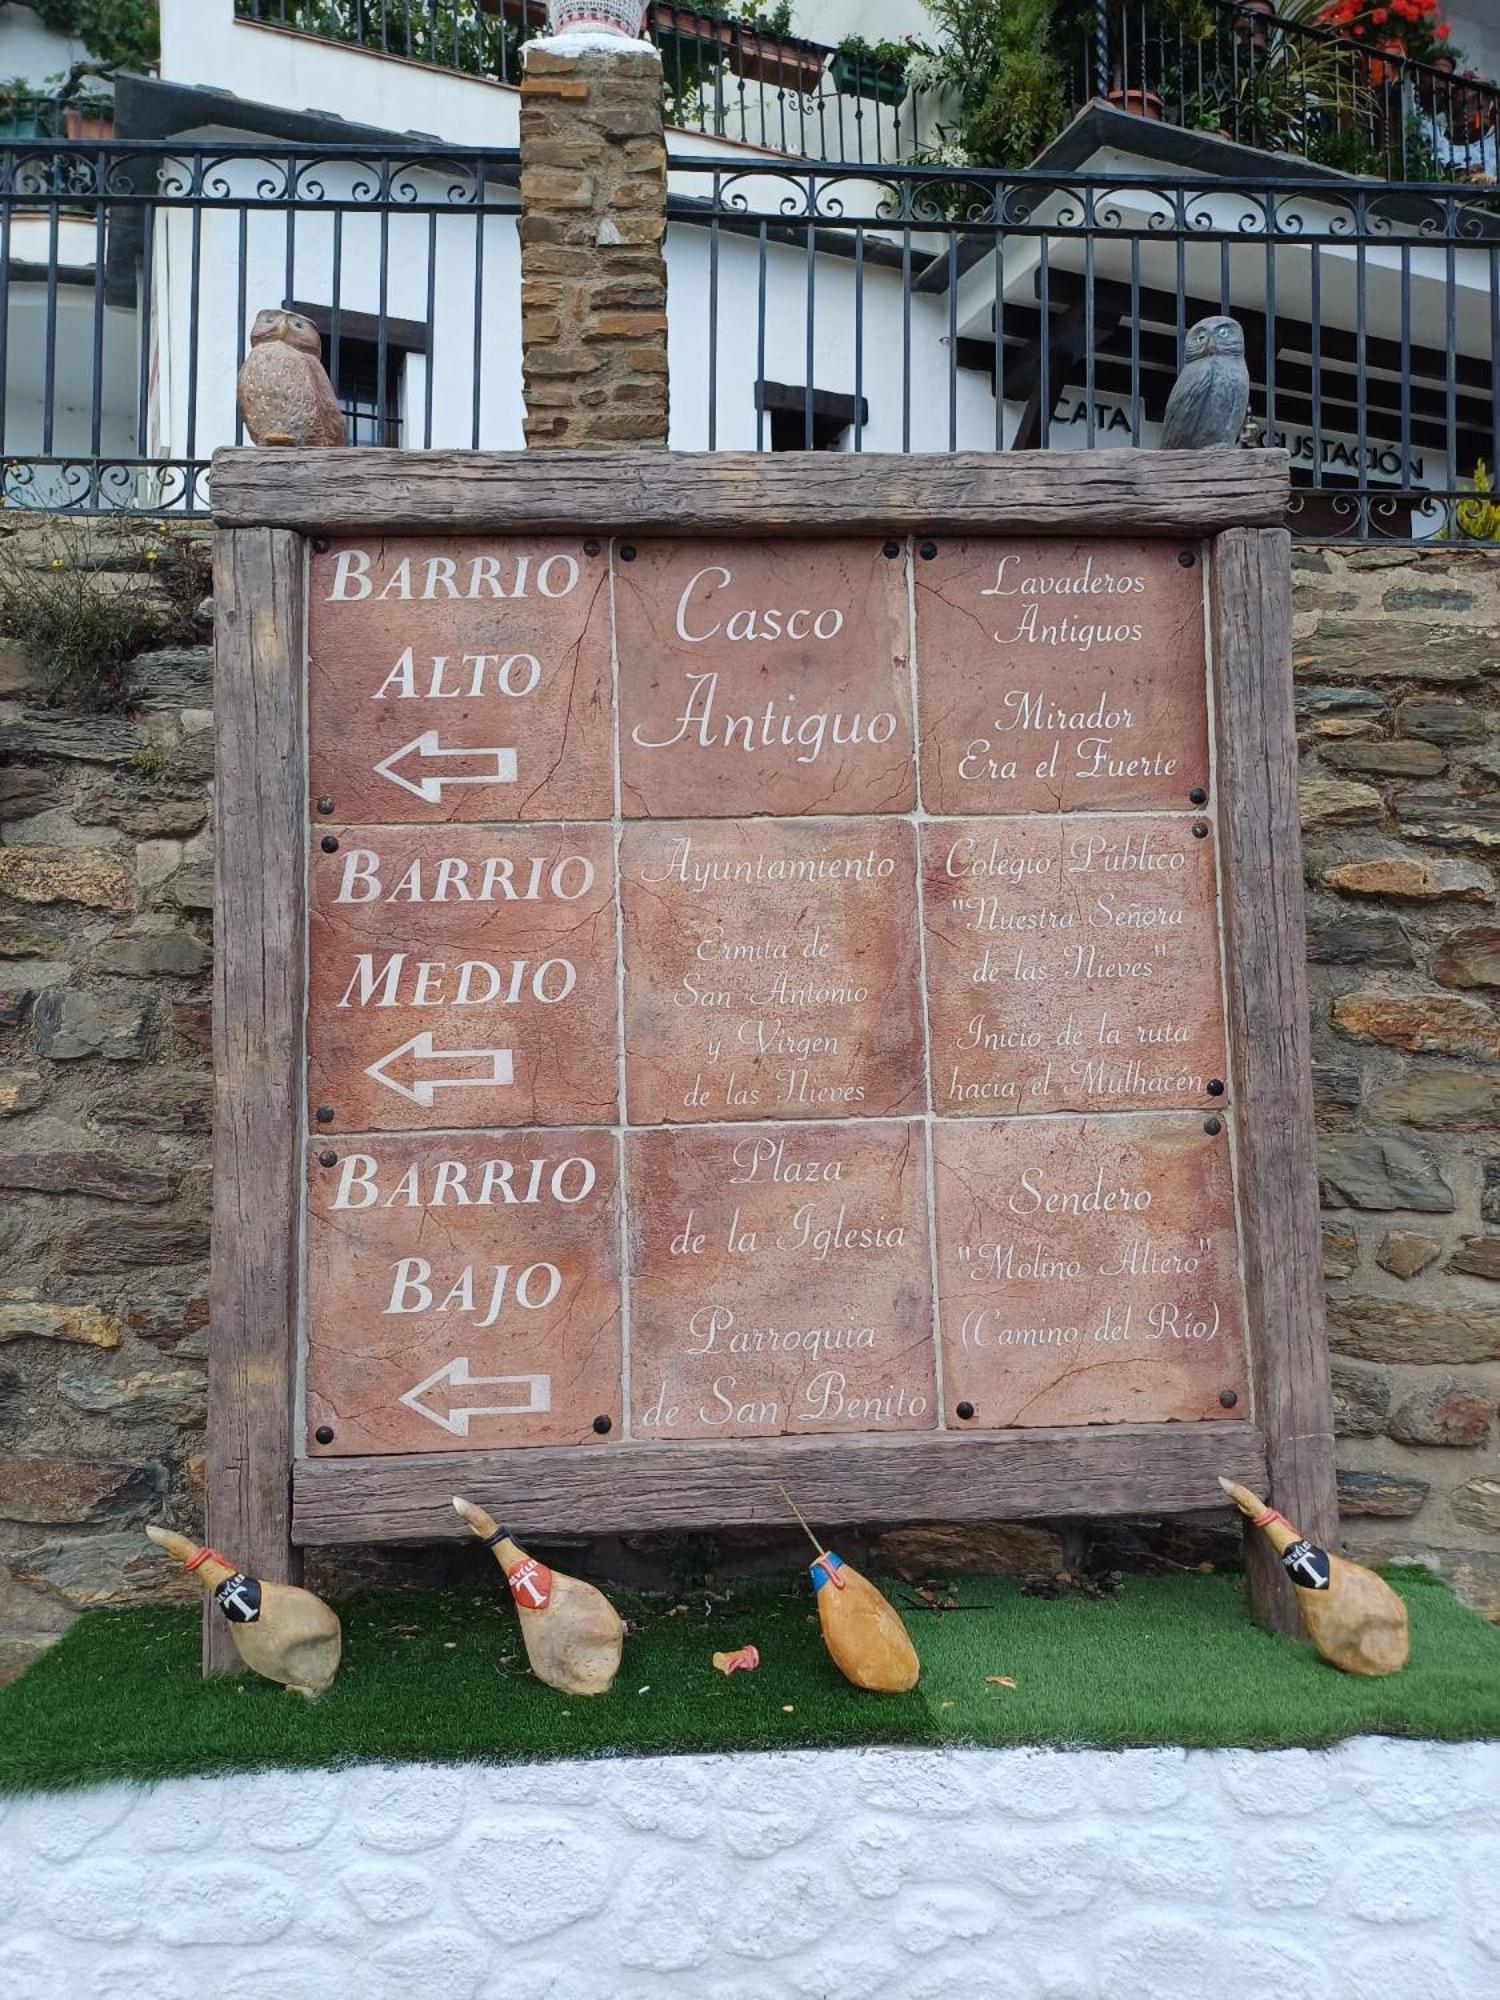 CATA
GUSTACIÓN
BARRIO
ALTO
Casco
Antiguo
Lavaderos
Antiguos
Mirador
Era el Fuerte
BARRIO
MEDIO
Ayuntamiento
Ermita de
San Antonio
y Virgen
de las Nieves
Colegio Público
"Nuestra Señora
de las Nieves"
Inicio de la ruta
hacia el Mulhacén
BARRIO
BAJO
Plaza
de la Iglesia
Parroquia
de San Benito
Sendero
"Molino Altero"
(Camino del Río)
T
T
T